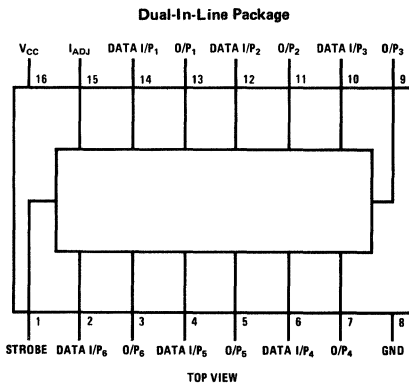 Dual-In-Line Package
VCC IADJ DATA I/P1 O/P1 DATA I/P2 O/P2 DATA I/P3 O/P3
16 15 14 13 12 11 10 9
1 2 3 4 5 6 7 8
STROBE DATA I/P6 O/P6 DATA I/P5 O/P5 DATA I/P4 O/P4 GND
TOP VIEW